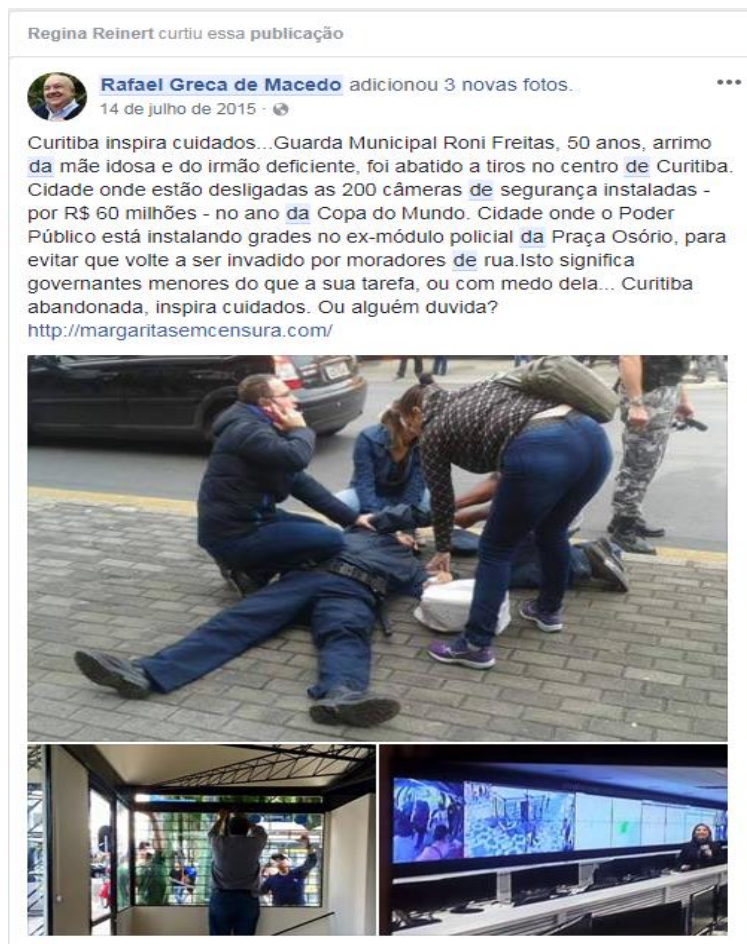 Regina Reinert curtiu essa publicação
Rafael Greca de Macedo adicionou 3 novas fotos.
14 de julho de 2015 ·
Curitiba inspira cuidados...Guarda Municipal Roni Freitas, 50 anos, arrimo
da mãe idosa e do irmão deficiente, foi abatido a tiros no centro de Curitiba.
Cidade onde estão desligadas as 200 câmeras de segurança instaladas -
por R$ 60 milhões - no ano da Copa do Mundo. Cidade onde o Poder
Público está instalando grades no ex-módulo policial da Praça Osório, para
evitar que volte a ser invadido por moradores de rua.Isto significa
governantes menores do que a sua tarefa, ou com medo dela... Curitiba
abandonada, inspira cuidados. Ou alguém duvida?
http://margaritasemcensura.com/